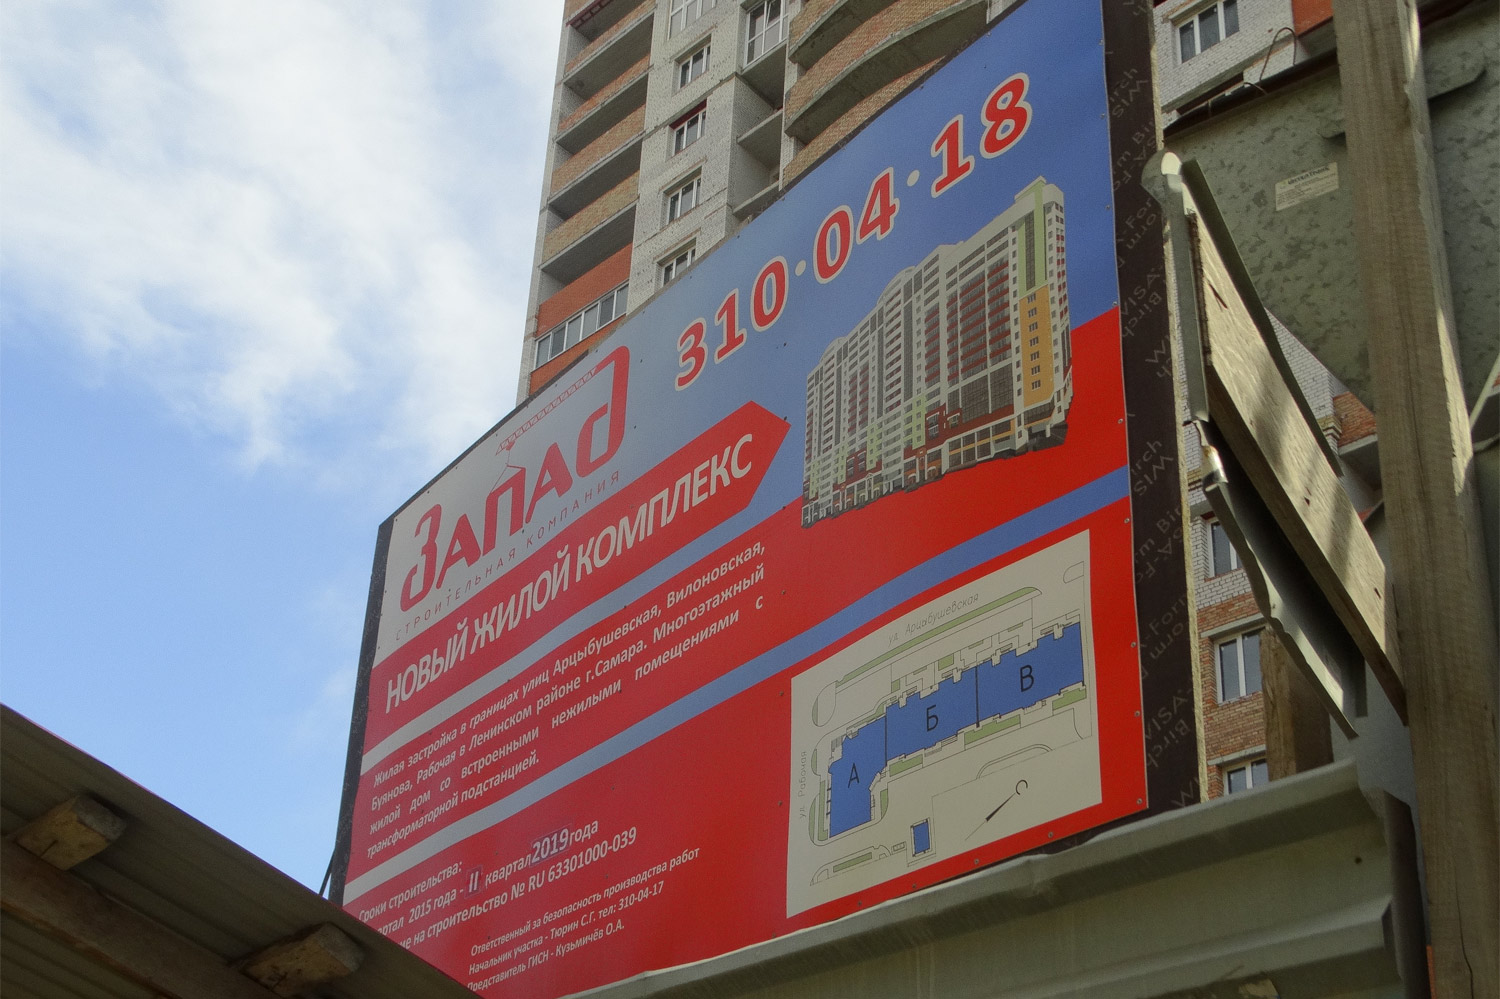 310·04·18
ЗАПАД
СТРОИТЕЛЬНАЯ КОМПАНИЯ
НОВЫЙ ЖИЛОЙ КОМПЛЕКС
Жилая застройка в границах улиц Арцыбушевская, Вилоновская,
Буянова, Рабочая в Ленинском районе г.Самара. Многоэтажный
жилой дом со встроенными нежилыми помещениями с
трансформаторной подстанцией.
Сроки строительства:
2015 года - II квартал 2019 года
на строительство № RU 63301000-039
Ответственный за безопасность производства работ
Начальник участка - Тюрин С.Г. тел: 310-04-17
Представитель ГИСН - Кузьмичёв О.А.
ул. Арцыбушевская
ул. Рабочая
А
Б
В
С